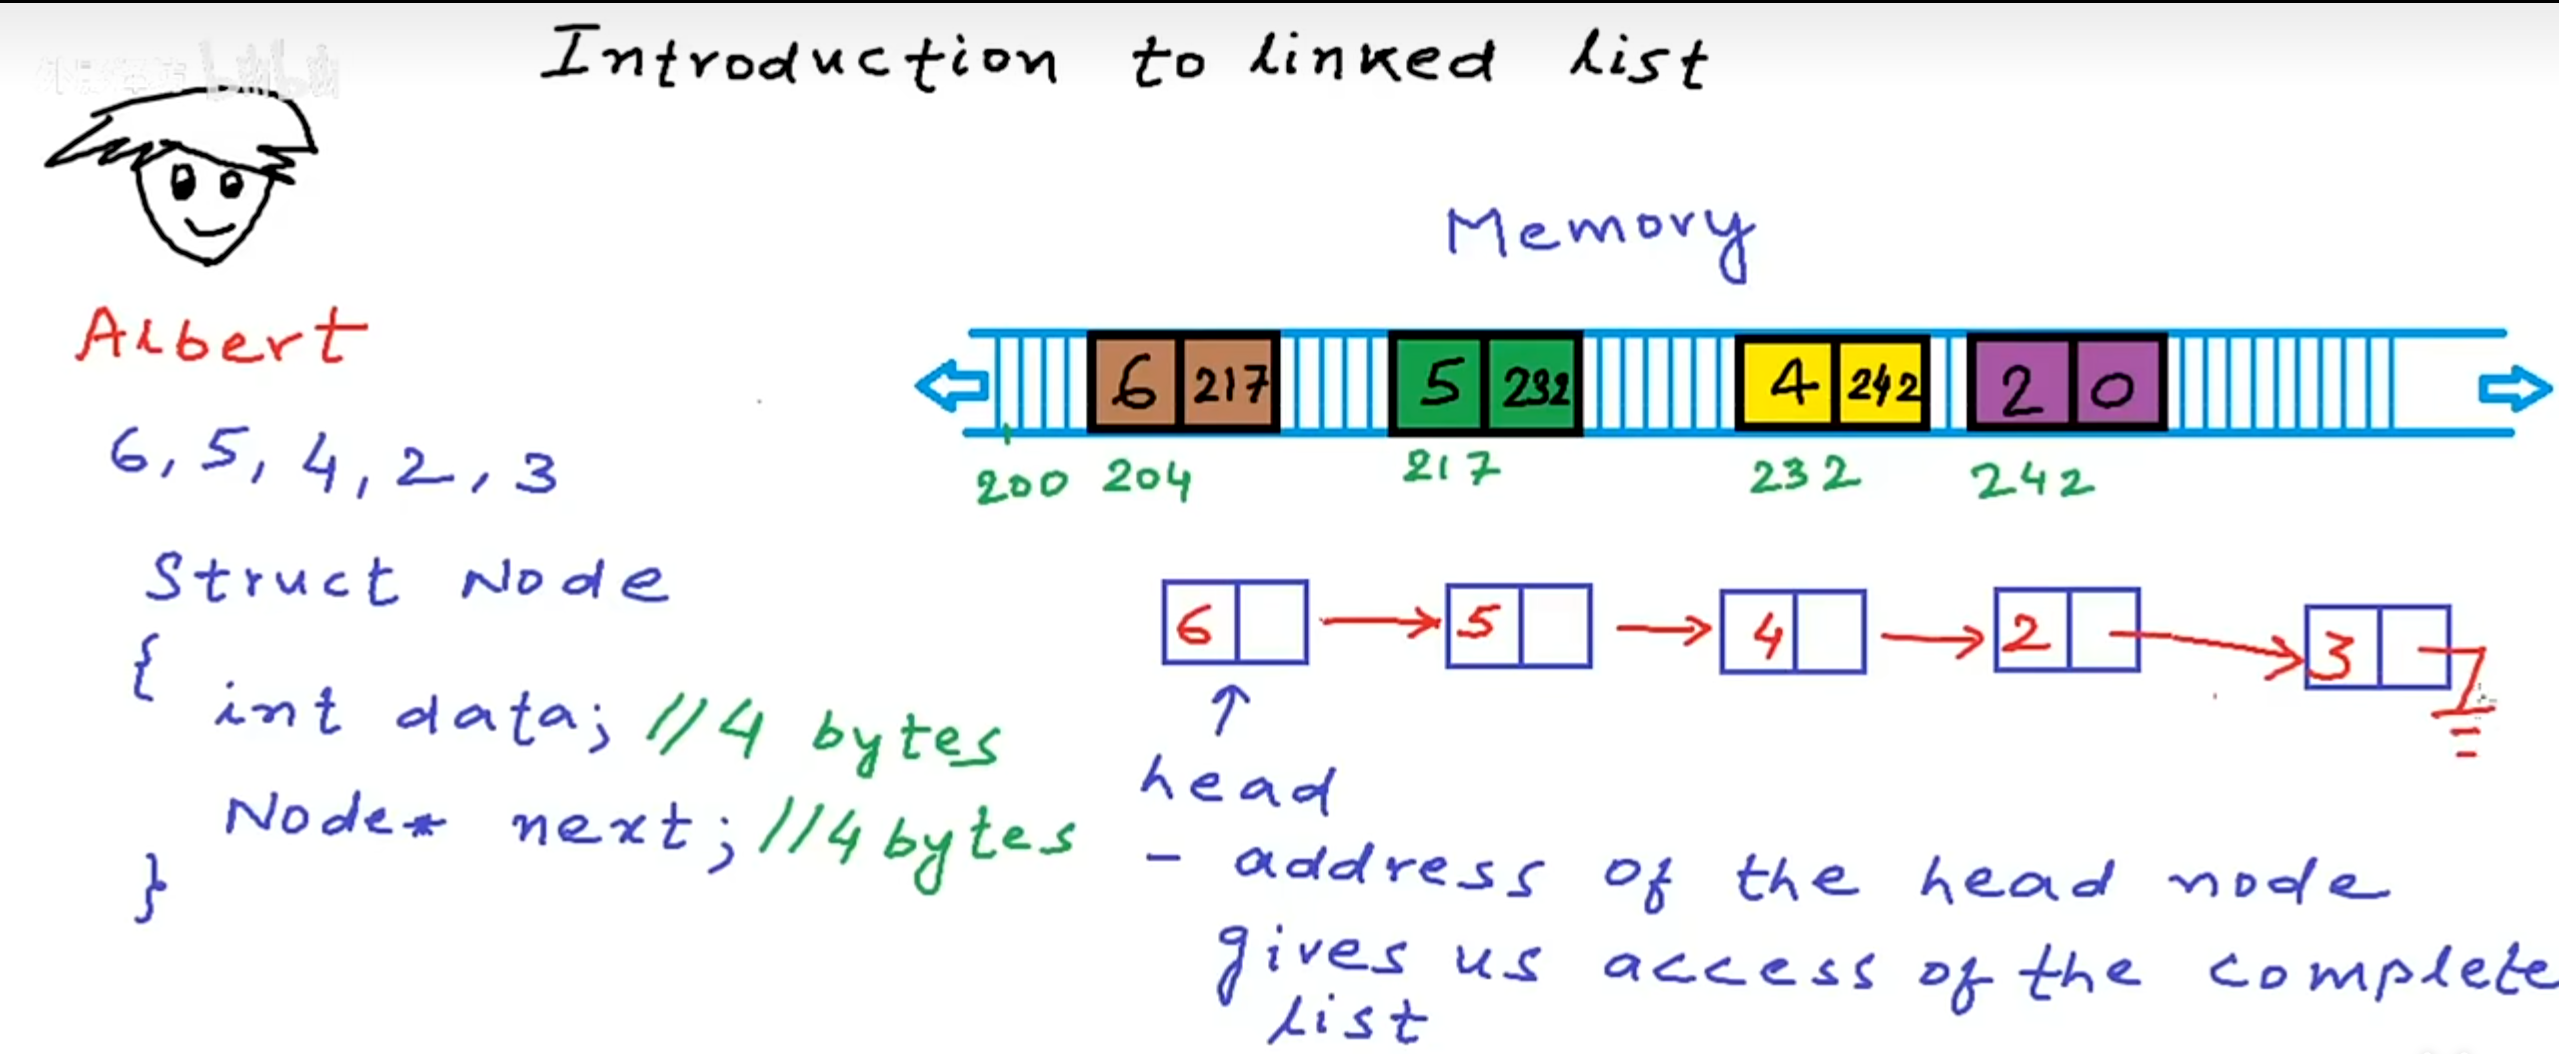 Introduction to linked list
Memory
Albert
6 217 5 232 4 242 2 0
200 204 217 232 242
6, 5, 4, 2, 3
Struct Node
{
int data; //4 bytes
Node* next; //4 bytes
}
6 5 4 2 3
head
- address of the head node
gives us access of the complete
list